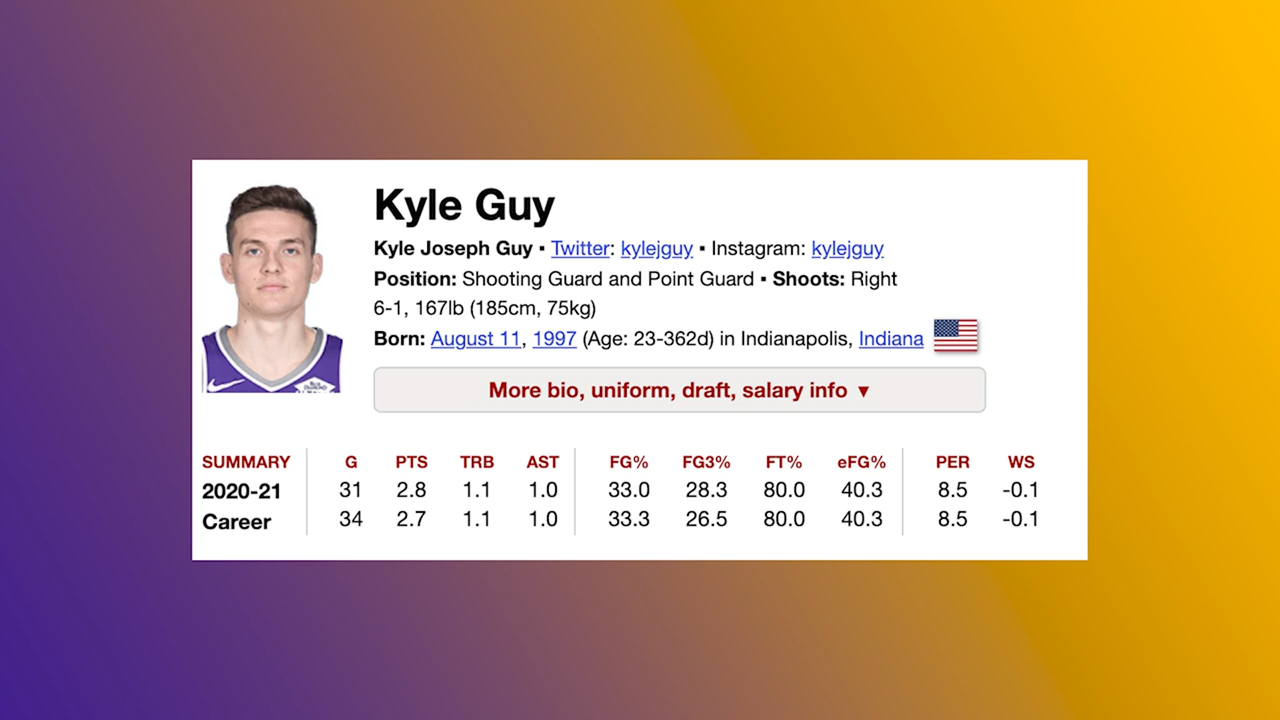 Kyle Guy
Kyle Joseph Guy ▪ Twitter: kylejguy ▪ Instagram: kylejguy
Position: Shooting Guard and Point Guard ▪ Shoots: Right
6-1, 167lb (185cm, 75kg)
Born: August 11, 1997 (Age: 23-362d) in Indianapolis, Indiana
More bio, uniform, draft, salary info ▼
SUMMARY G PTS TRB AST FG% FG3% FT% eFG% PER WS
2020-21 31 2.8 1.1 1.0 33.0 28.3 80.0 40.3 8.5 -0.1
Career 34 2.7 1.1 1.0 33.3 26.5 80.0 40.3 8.5 -0.1